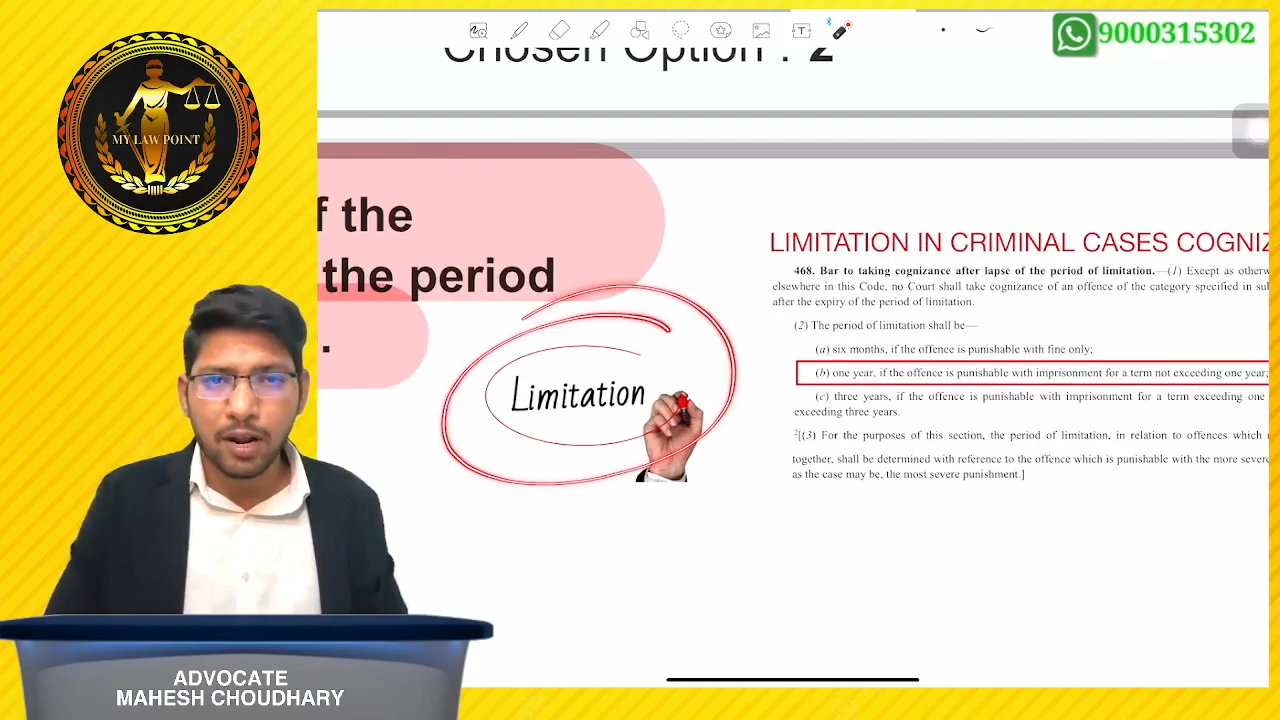 9000315302
Chosen Option : 2
MY LAW POINT
f the
the period
.
Limitation
LIMITATION IN CRIMINAL CASES COGNIZ
468. Bar to taking cognizance after lapse of the period of limitation.—(1) Except as otherw
elsewhere in this Code, no Court shall take cognizance of an offence of the category specified in su
after the expiry of the period of limitation.
(2) The period of limitation shall be—
(a) six months, if the offence is punishable with fine only;
(b) one year, if the offence is punishable with imprisonment for a term not exceeding one year;
(c) three years, if the offence is punishable with imprisonment for a term exceeding one
exceeding three years.
2[(3) For the purposes of this section, the period of limitation, in relation to offences which
together, shall be determined with reference to the offence which is punishable with the more severe
as the case may be, the most severe punishment.]
ADVOCATE
MAHESH CHOUDHARY